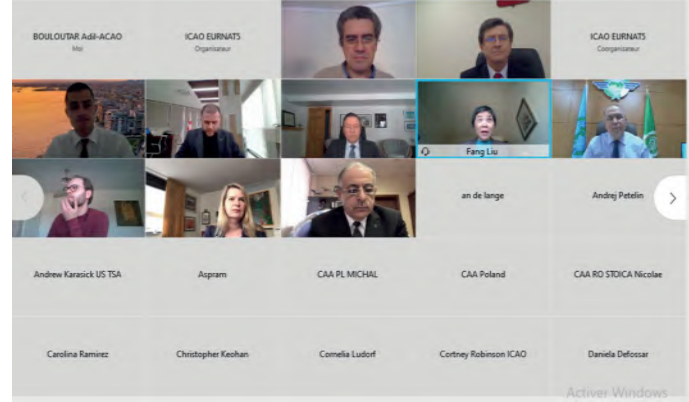 BOULOUTAR Adil-ACAO
Moi
ICAO EURNATS
Organisateur
ICAO EURNATS
Coorganisateur
Fang Liu
an de lange
Andrej Petelin
Andrew Karasick US TSA
Aspram
CAA PL MICHAL
CAA Poland
CAA RO STOICA Nicolae
Carolina Ramirez
Christopher Keohan
Cornelia Ludorf
Cortney Robinson ICAO
Daniela Defossar
Activer Windows